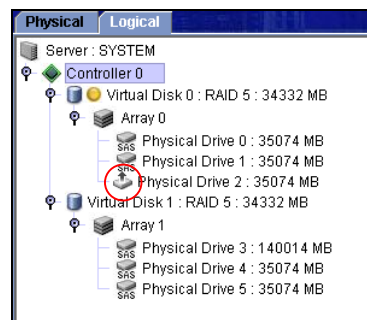 Physical Logical
Server : SYSTEM
Controller 0
Virtual Disk 0 : RAID 5 : 34332 MB
Array 0
SAS Physical Drive 0 : 35074 MB
SAS Physical Drive 1 : 35074 MB
Physical Drive 2 : 35074 MB
Virtual Disk 1 : RAID 5 : 34332 MB
Array 1
SAS Physical Drive 3 : 140014 MB
SAS Physical Drive 4 : 35074 MB
SAS Physical Drive 5 : 35074 MB